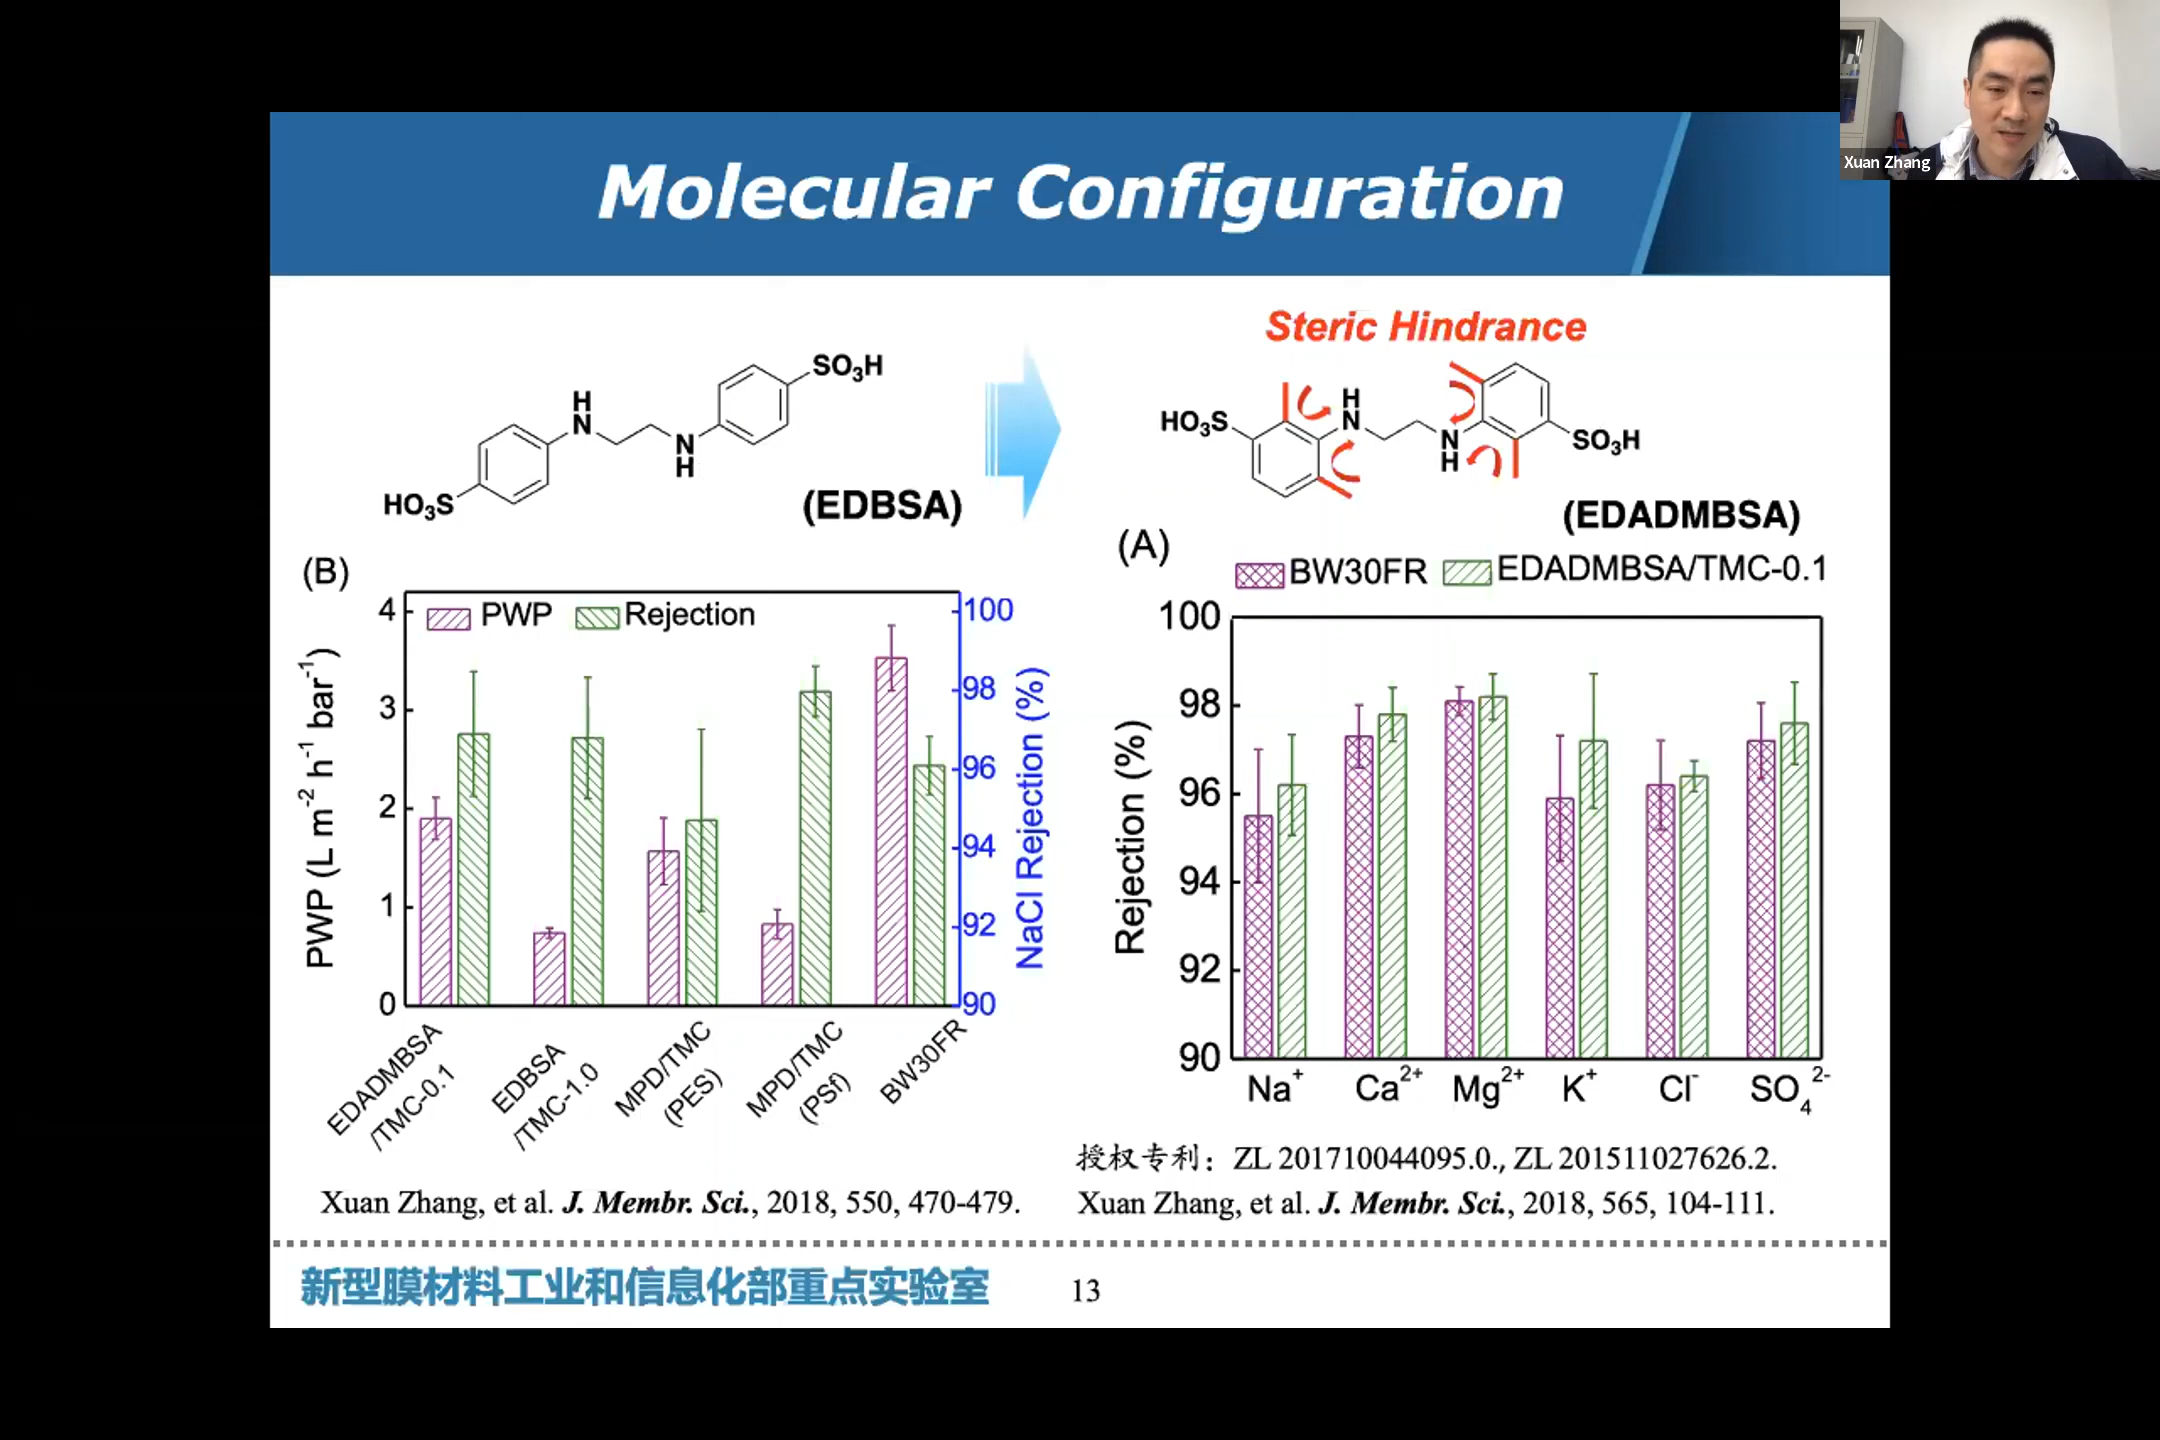 Xuan Zhang
Molecular Configuration
Steric Hindrance
SO₃H
H
N
N
H
HO₃S
(EDBSA)
HO₃S
H
N
N
H
SO₃H
(EDADMBSA)
(B)
PWP
Rejection
4
3
2
1
0
PWP (L m⁻² h⁻¹ bar⁻¹)
100
98
96
94
92
90
NaCl Rejection (%)
EDADMBSA
/TMC-0.1
EDBSA
/TMC-1.0
MPD/TMC
(PES)
MPD/TMC
(PSf)
BW30FR
(A)
BW30FR
EDADMBSA/TMC-0.1
100
98
96
94
92
90
Rejection (%)
Na⁺ Ca²⁺ Mg²⁺ K⁺ Cl⁻ SO₄²⁻
授权专利：ZL 201710044095.0., ZL 201511027626.2.
Xuan Zhang, et al. J. Membr. Sci., 2018, 550, 470-479.
Xuan Zhang, et al. J. Membr. Sci., 2018, 565, 104-111.
新型膜材料工业和信息化部重点实验室
13